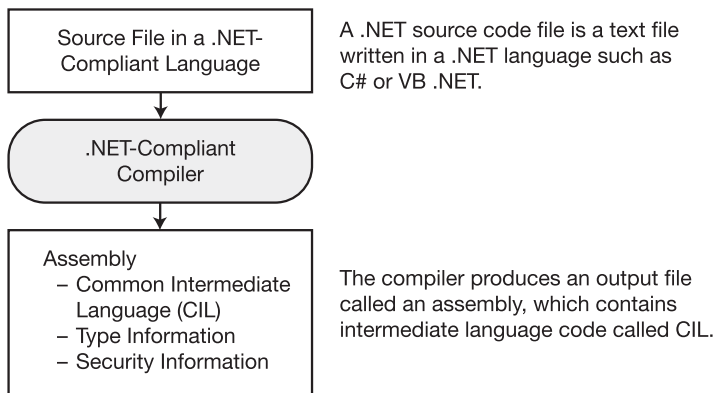 Source File in a .NET-
Compliant Language
A .NET source code file is a text file
written in a .NET language such as
C# or VB .NET.
.NET-Compliant
Compiler
Assembly
– Common Intermediate
Language (CIL)
– Type Information
– Security Information
The compiler produces an output file
called an assembly, which contains
intermediate language code called CIL.